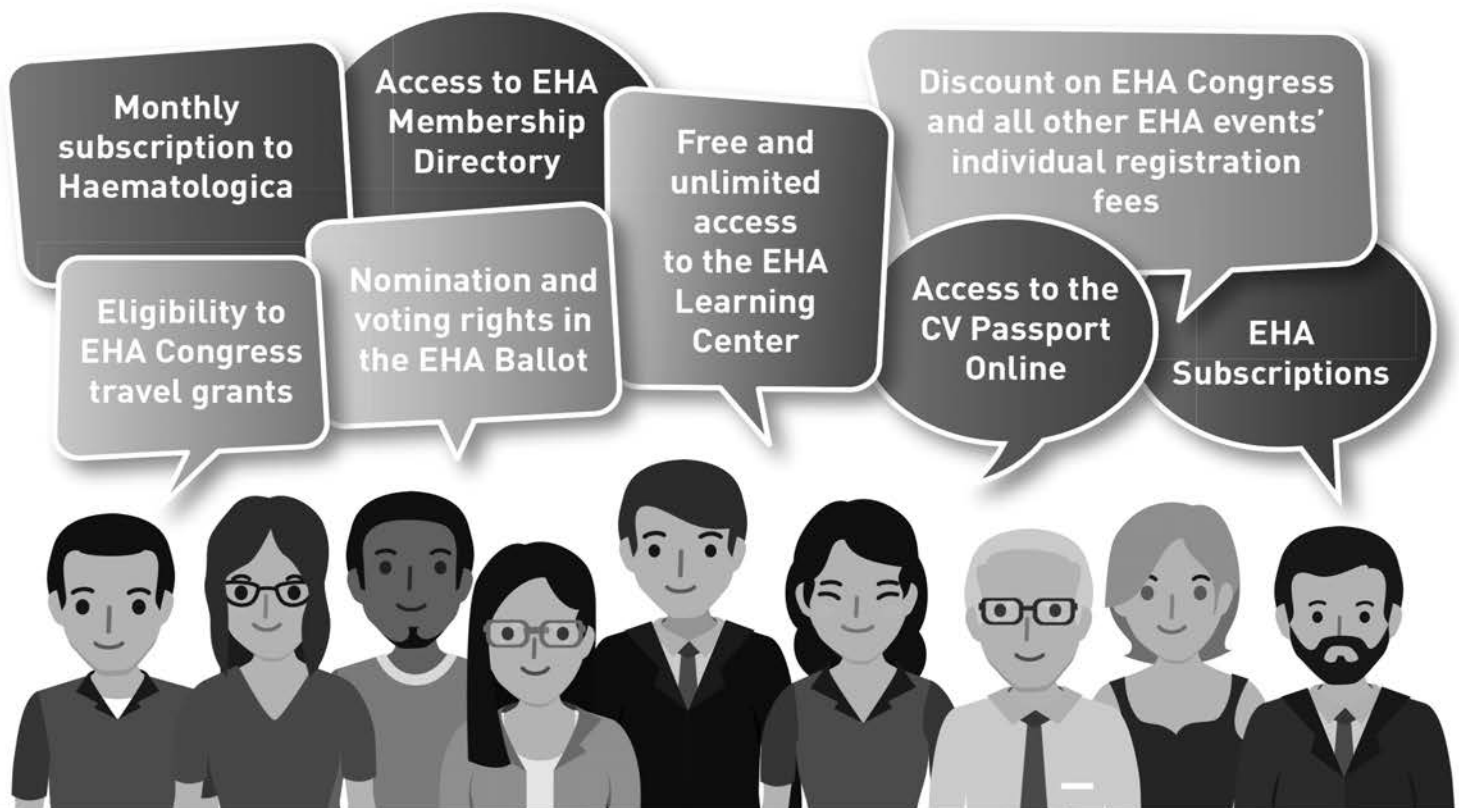 Monthly
subscription to
Haematologica
Access to EHA
Membership
Directory
Free and
unlimited
access
to the EHA
Learning
Center
Discount on EHA Congress
and all other EHA events’
individual registration
fees
Eligibility to
EHA Congress
travel grants
Nomination and
voting rights in
the EHA Ballot
Access to the
CV Passport
Online
EHA
Subscriptions